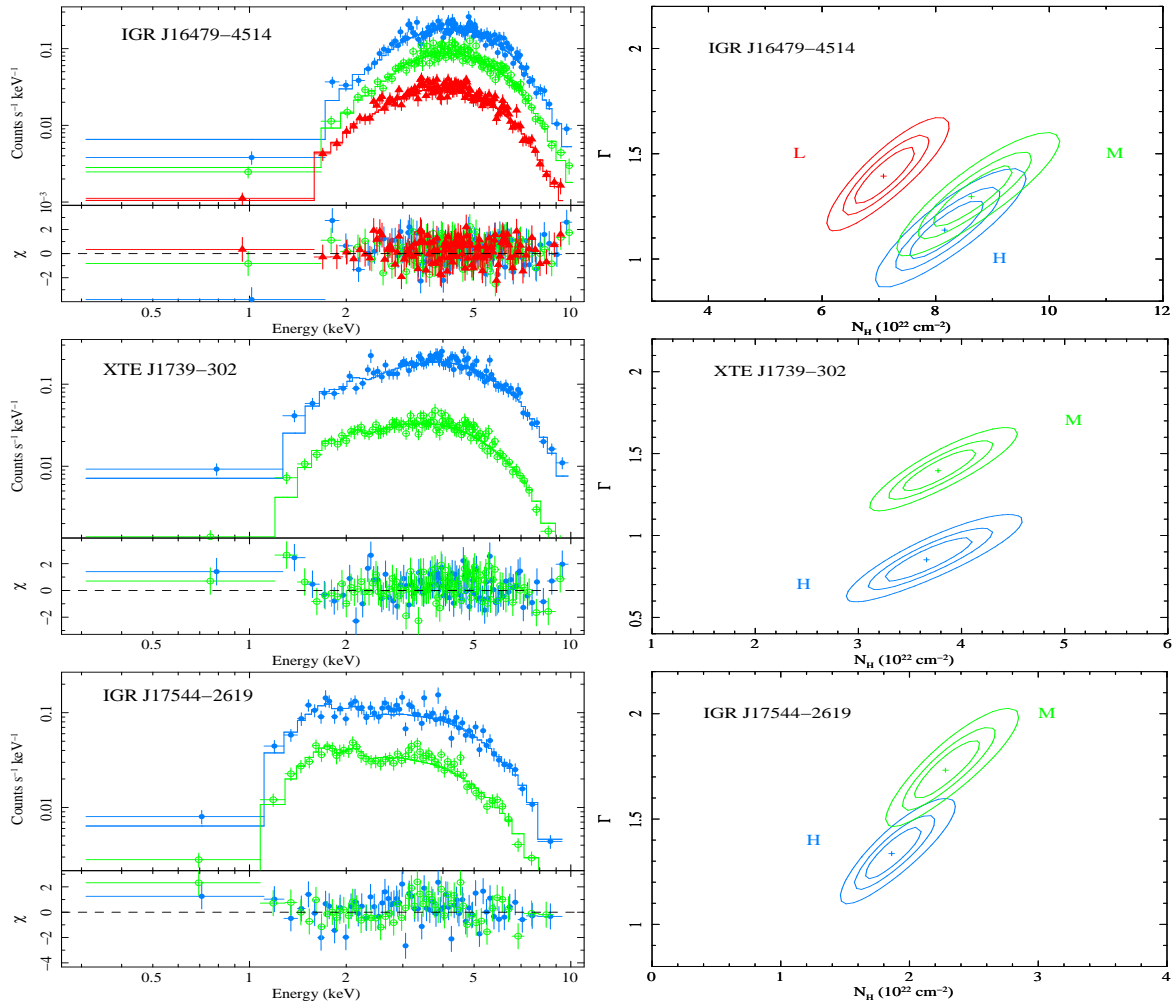 IGR J16479−4514
Counts s⁻¹ keV⁻¹
0.1
0.01
10⁻³
χ
2
0
−2
0.5
1
2
5
10
Energy (keV)
IGR J16479−4514
L
M
H
Γ
2
1.5
1
4
6
8
10
12
N_H (10²² cm⁻²)
XTE J1739−302
Counts s⁻¹ keV⁻¹
0.1
0.01
χ
2
0
−2
0.5
1
2
5
10
Energy (keV)
XTE J1739−302
M
H
Γ
2
1.5
1
0.5
1
2
3
4
5
6
N_H (10²² cm⁻²)
IGR J17544−2619
Counts s⁻¹ keV⁻¹
0.1
0.01
χ
2
0
−2
−4
0.5
1
2
5
10
Energy (keV)
IGR J17544−2619
M
H
Γ
2
1.5
1
0
1
2
3
4
N_H (10²² cm⁻²)